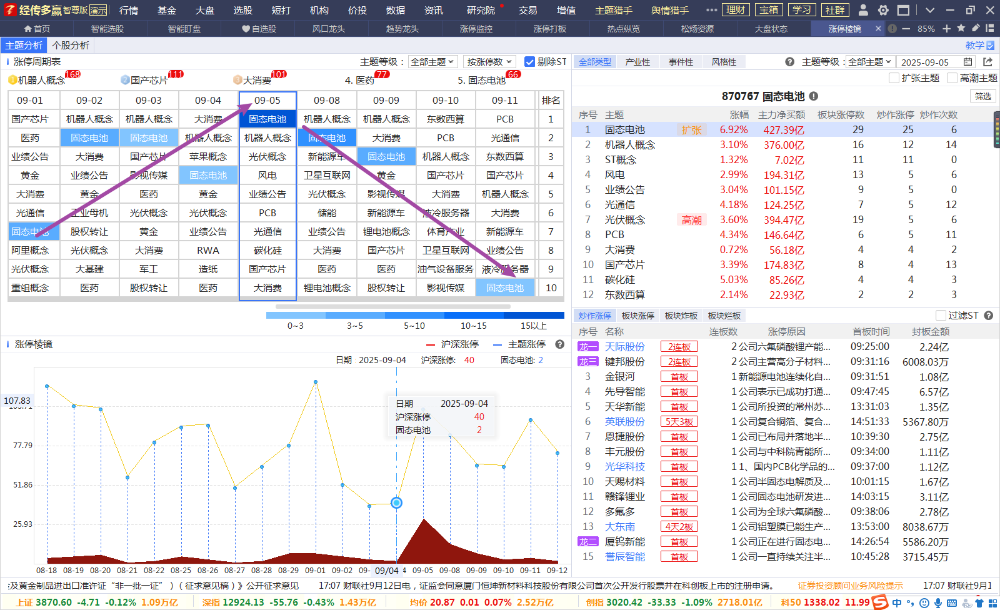 经传多赢 智尊版 演示 行情 基金 大盘 选股 短打 机构 价投 数据 资讯 研究院 交易 增值 主题猎手 舆情猎手 ••• 理财 宝箱 学习 社群
首页 智能选股 智能盯盘 自选股 风口龙头 趋势龙头 涨停监控 涨停打板 热点纵览 松炀资源 大盘状态 涨停棱镜 × 85%
主题分析 个股分析 教学
涨停周期表 主题等级： 全部主题 按涨停数 剔除ST
1 机器人概念 168 2 国产芯片 111 3 大消费 101 4. 医药 77 5. 固态电池 66
09-01 09-02 09-03 09-04 09-05 09-08 09-09 09-10 09-11 排名
国产芯片 机器人概念 机器人概念 大消费 固态电池 机器人概念 机器人概念 东数西算 PCB 1
医药 固态电池 固态电池 机器人概念 机器人概念 固态电池 大消费 PCB 光通信 2
业绩公告 大消费 国产芯片 苹果概念 光伏概念 新能源车 固态电池 机器人概念 东数西算 3
黄金 业绩公告 影视传媒 固态电池 风电 卫星互联网 黄金 国产芯片 国产芯片 4
大消费 黄金 医药 黄金 业绩公告 光伏概念 影视传媒 大消费 机器人概念 5
光通信 工业母机 光伏概念 光伏概念 PCB 储能 新能源车 液冷服务器 大消费 6
固态电池 股权转让 黄金 业绩公告 光通信 业绩公告 锂电池概念 体育产业 新能源车 7
阿里概念 光伏概念 大消费 RWA 碳化硅 大消费 国产芯片 卫星互联网 业绩公告 8
光伏概念 大基建 军工 造纸 国产芯片 医药 医药 油气设备服务 液冷服务器 9
重组概念 医药 股权转让 医药 大消费 锂电池概念 股权转让 影视传媒 固态电池 10
0~3 3~5 5~10 10~15 15以上
涨停棱镜 沪深涨停 主题涨停
日期 2025-09-04 沪深涨停: 40 固态电池: 2
107.83
77.79
51.86
25.93
日期 2025-09-04
沪深涨停 40
固态电池 2
08-18 08-19 08-20 08-21 08-22 08-25 08-26 08-27 08-28 08-29 09-01 09-02 09- 09/04 4 09-05 09-08 09-09 09-10 09-11 09-12
全部类型 产业性 事件性 风格性 主题等级： 全部主题 2025-09-05
扩张主题 高潮主题
870767 固态电池 筛选
序号 主题 涨幅 主力净买额 板块涨停数 炒作涨停 炒作次数
1 固态电池 扩张 6.92% 427.39亿 29 25 6
2 机器人概念 3.10% 376.00亿 16 12 14
3 ST概念 1.32% 7.02亿 11 11 0
4 风电 2.99% 194.31亿 13 5 6
5 业绩公告 3.04% 101.15亿 9 5 0
6 光通信 4.18% 124.25亿 7 5 12
7 光伏概念 高潮 3.60% 394.47亿 19 5 6
8 PCB 4.34% 146.64亿 6 5 11
9 大消费 0.72% 56.18亿 4 4 2
10 国产芯片 3.39% 174.83亿 8 4 13
11 碳化硅 5.03% 85.26亿 4 4 3
12 东数西算 2.14% 22.93亿 2 2 3
炒作涨停 板块涨停 板块炸板 板块烂板 过滤ST
序号 名称 连板数 涨停原因 首板时间 封板金额
龙一 天际股份 2连板 2 公司六氟磷酸锂产能... 09:25:00 2.24亿
龙三 键邦股份 2连板 2 公司主营高分子材料... 09:31:16 6008.03万
3 金银河 首板 1 新能源电池连续化自... 09:31:51 1.08亿
4 先导智能 首板 1 公司表示已成功打通... 09:47:45 6.57亿
5 天华新能 首板 1 公司所投资的常州苏... 13:31:03 1.35亿
6 英联股份 5天3板 1 公司复合铜箔、复合... 14:51:33 5367.80万
7 恩捷股份 首板 1 公司已布局并落地半... 10:39:30 2.75亿
8 丰元股份 首板 1 公司与中科院青能所... 09:34:00 1.11亿
9 光华科技 首板 1 1、国内PCB化学品的... 09:37:00 1.12亿
10 天赐材料 首板 1 公司半固态电解质及... 10:01:15 1.67亿
11 赣锋锂业 首板 1 公司固态电池研发进... 14:03:15 3.11亿
12 多氟多 首板 1 公司为全球六氟磷酸... 09:38:06 2.78亿
13 大东南 4天2板 1 公司铝塑膜已能生产... 13:53:00 8038.67万
龙二 厦钨新能 首板 1 公司正在进行固态电... 14:26:54 5586.20万
15 誉辰智能 首板 1 公司一直持续关注半... 10:45:28 3715.45万
及黄金制品进出口准许证“非一批一证”）（征求意见稿）》公开征求意见 17:07 财联社9月12日电，证监会同意厦门恒坤新材料科技股份有限公司首次公开发行股票并在科创板上市的注册申请。 证券投资顾问业务风险提示 17:07 财联社9月1
上证 3870.60 -4.71 -0.12% 1.09万亿 深指 12924.13 -55.76 -0.43% 1.43万亿 均价 20.87 0.01 0.07% 2.52万亿 创指 3020.42 -33.33 -1.09% 2718.01亿 科50 1338.02 11.99 中